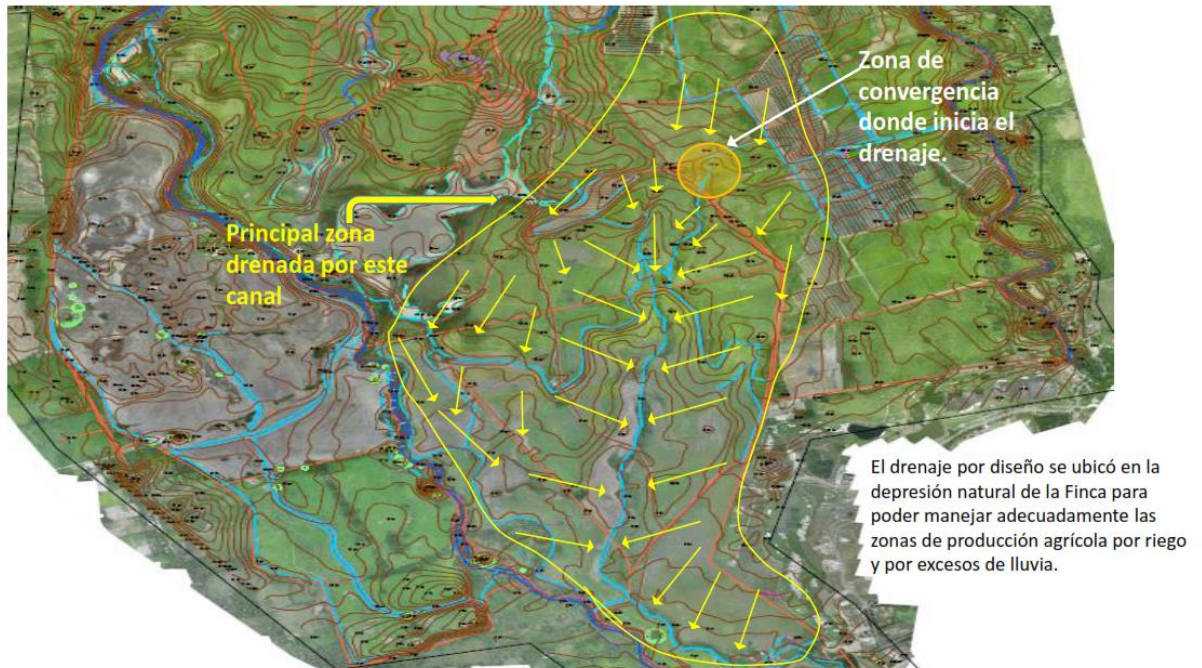 Zona de
convergencia
donde inicia el
drenaje.
Principal zona
drenada por este
canal
El drenaje por diseño se ubicó en la
depresión natural de la Finca para
poder manejar adecuadamente las
zonas de producción agrícola por riego
y por excesos de lluvia.